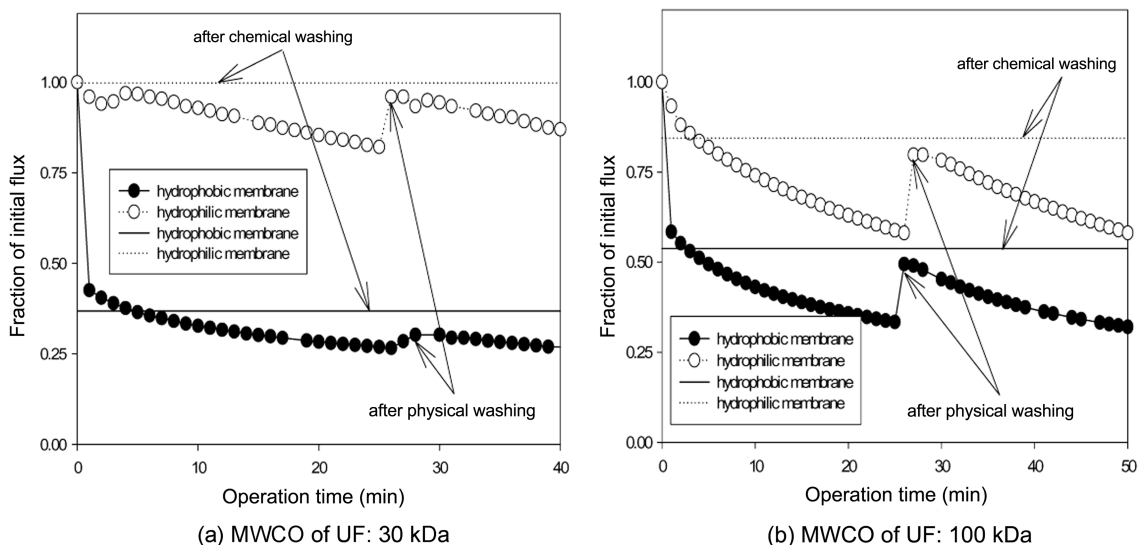 after chemical washing
1.00
0.75
0.50
0.25
0.00
Fraction of initial flux
hydrophobic membrane
hydrophilic membrane
hydrophobic membrane
hydrophilic membrane
after physical washing
0
10
20
30
40
Operation time (min)
(a) MWCO of UF: 30 kDa
after chemical washing
1.00
0.75
0.50
0.25
0.00
Fraction of initial flux
hydrophobic membrane
hydrophilic membrane
hydrophobic membrane
hydrophilic membrane
after physical washing
0
10
20
30
40
50
Operation time (min)
(b) MWCO of UF: 100 kDa